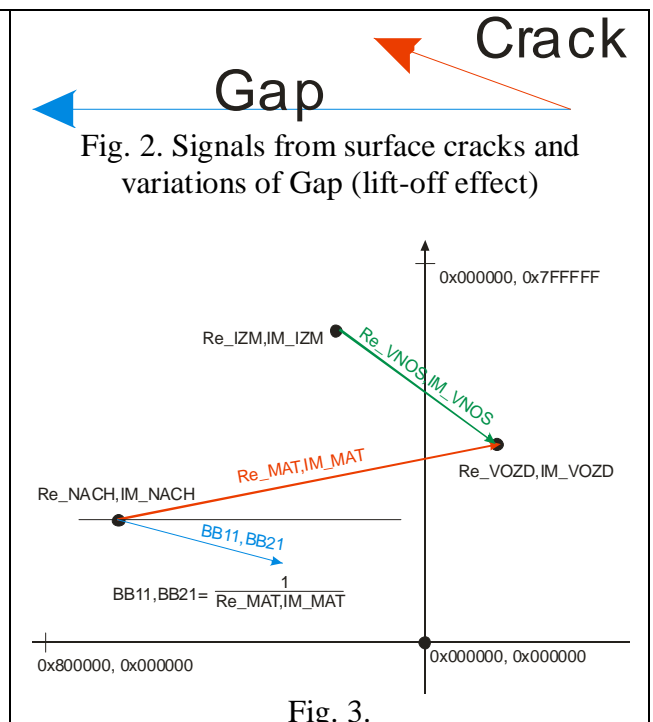 Crack
Gap
Fig. 2. Signals from surface cracks and
variations of Gap (lift-off effect)
0x000000, 0x7FFFFF
Re_IZM,IM_IZM
Re_VNOS,IM_VNOS
Re_MAT,IM_MAT
Re_VOZD,IM_VOZD
Re_NACH,IM_NACH
BB11,BB21
BB11,BB21= 1
Re_MAT,IM_MAT
0x800000, 0x000000
0x000000, 0x000000
Fig. 3.